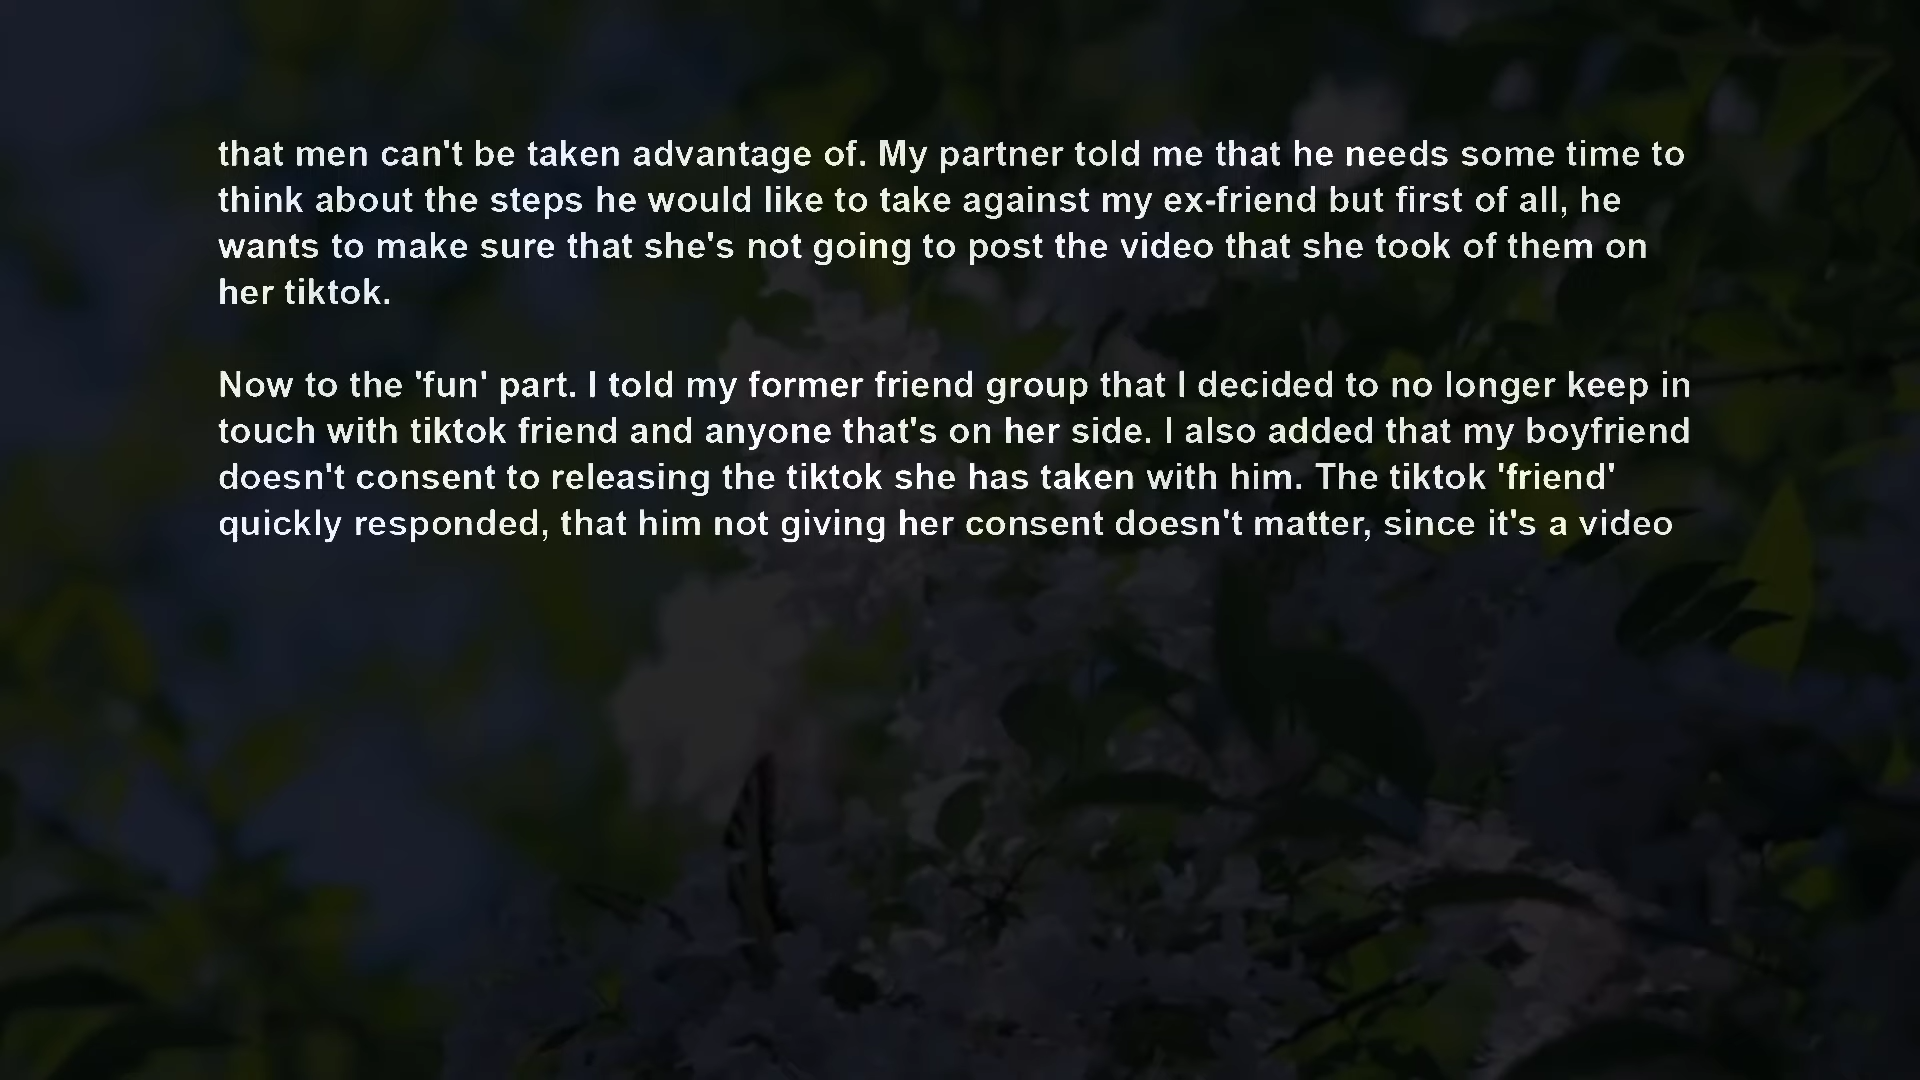 that men can't be taken advantage of. My partner told me that he needs some time to
think about the steps he would like to take against my ex-friend but first of all, he
wants to make sure that she's not going to post the video that she took of them on
her tiktok.
Now to the 'fun' part. I told my former friend group that I decided to no longer keep in
touch with tiktok friend and anyone that's on her side. I also added that my boyfriend
doesn't consent to releasing the tiktok she has taken with him. The tiktok 'friend'
quickly responded, that him not giving her consent doesn't matter, since it's a video